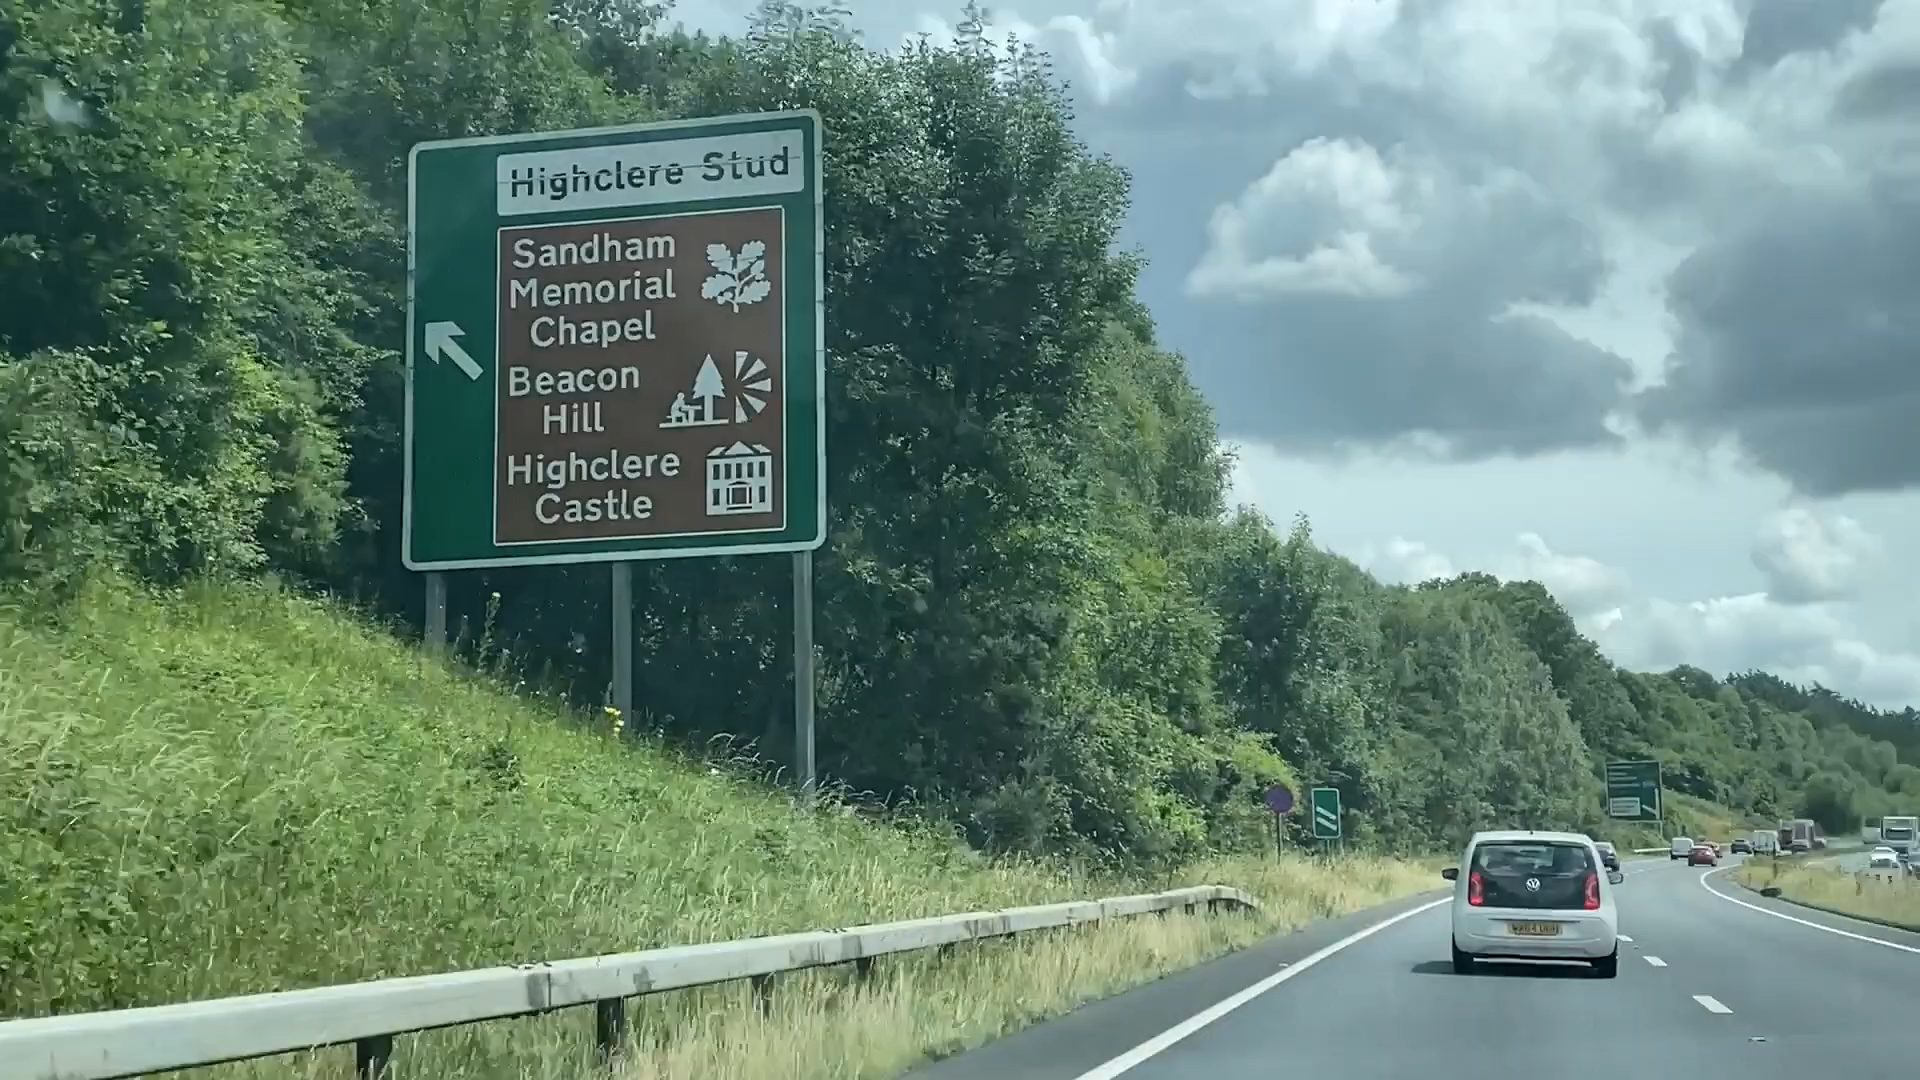 Highclere Stud
Sandham
Memorial
Chapel
Beacon
Hill
Highclere
Castle